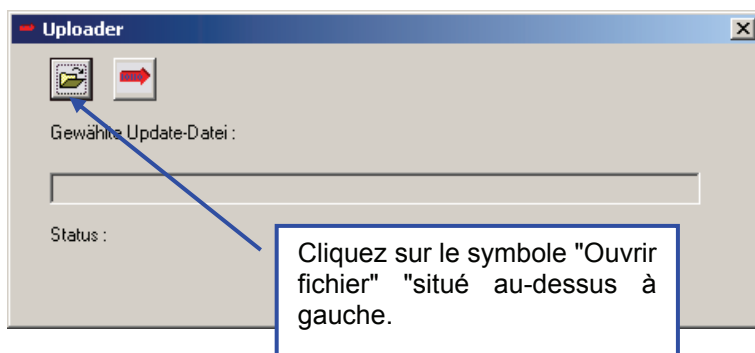 Uploader
Gewählte Update-Datei :
Status :
Cliquez sur le symbole "Ouvrir
fichier" "situé au-dessus à
gauche.